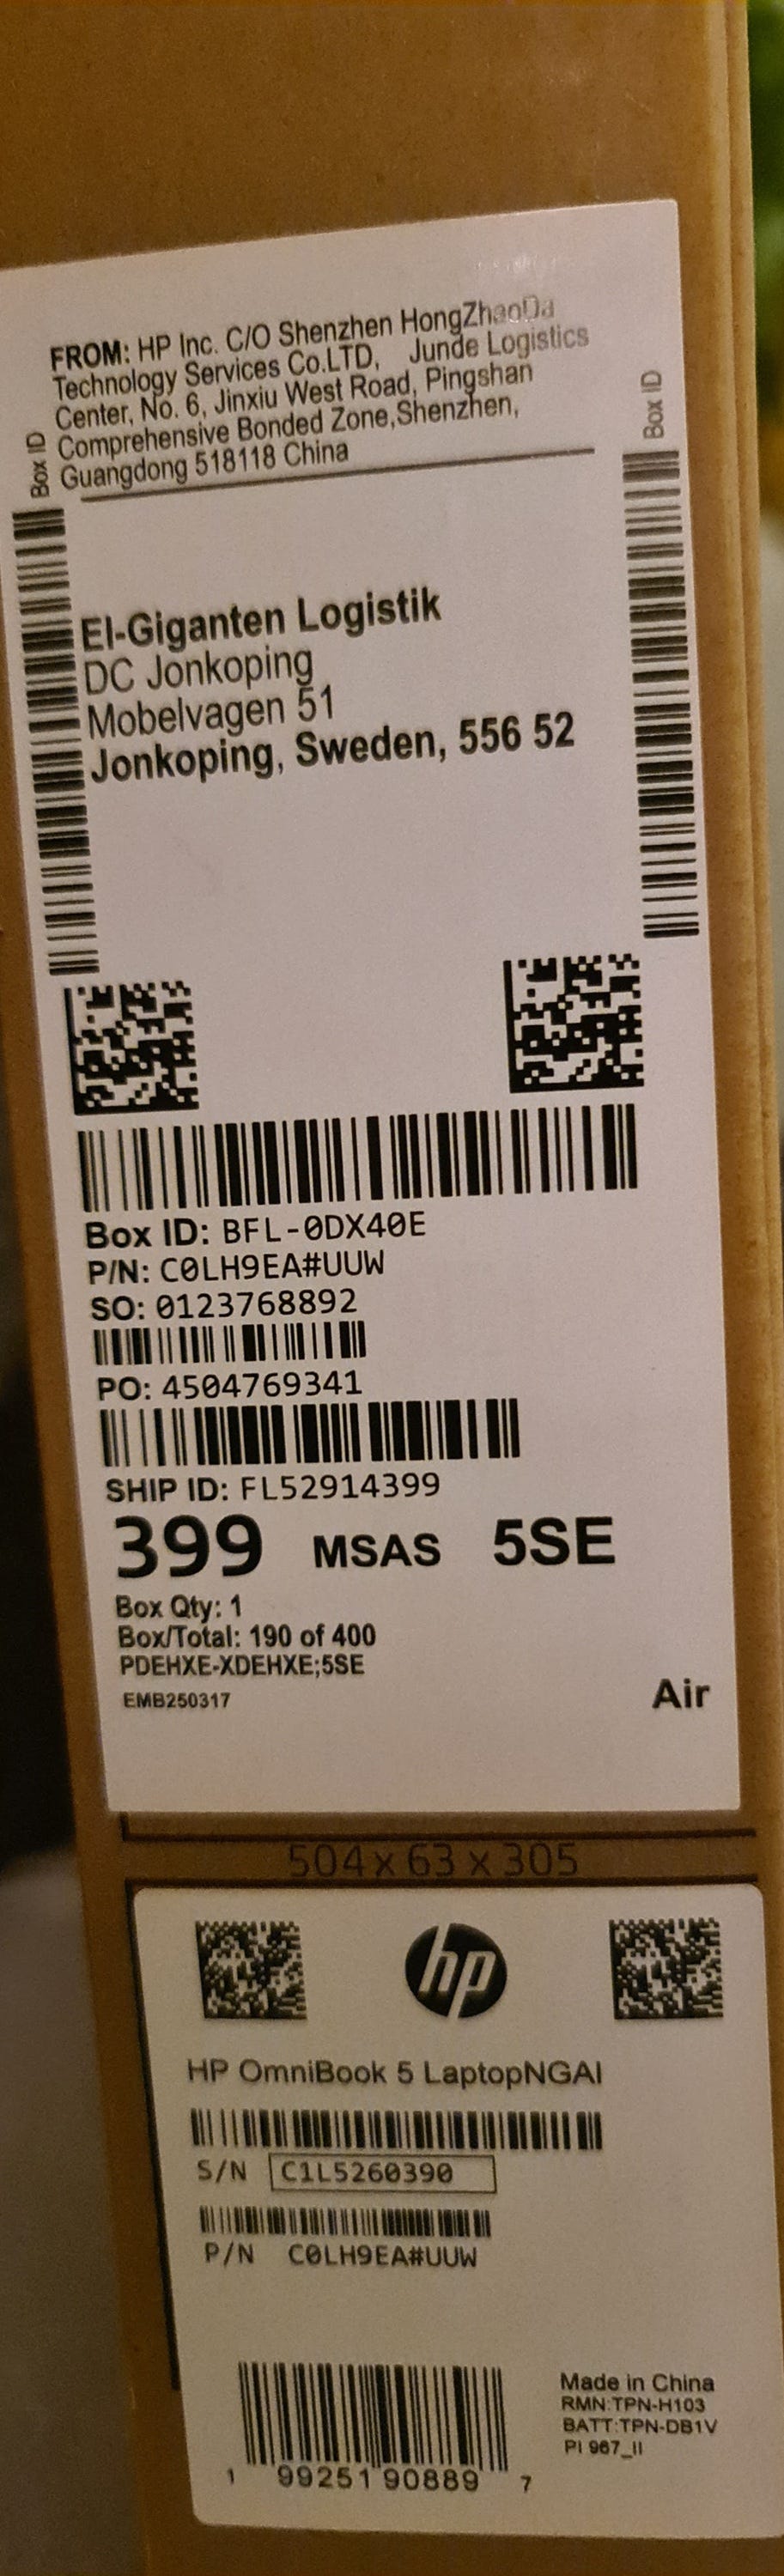 FROM: HP Inc. C/O Shenzhen HongZhaoDa
Technology Services Co.LTD, Junde Logistics
Center, No. 6, Jinxiu West Road, Pingshan
Comprehensive Bonded Zone,Shenzhen,
Guangdong 518118 China
Box ID
Box ID
El-Giganten Logistik
DC Jonkoping
Mobelvagen 51
Jonkoping, Sweden, 556 52
Box ID: BFL-0DX40E
P/N: C0LH9EA#UUW
SO: 0123768892
PO: 4504769341
SHIP ID: FL52914399
399 MSAS 5SE
Box Qty: 1
Box/Total: 190 of 400
PDEHXE-XDEHXE;5SE
EMB250317
Air
504 x 63 x 305
hp
HP OmniBook 5 LaptopNGAI
S/N C1L5260390
P/N C0LH9EA#UUW
Made in China
RMN:TPN-H103
BATT:TPN-DB1V
PI 967_II
1 99251 90889 7